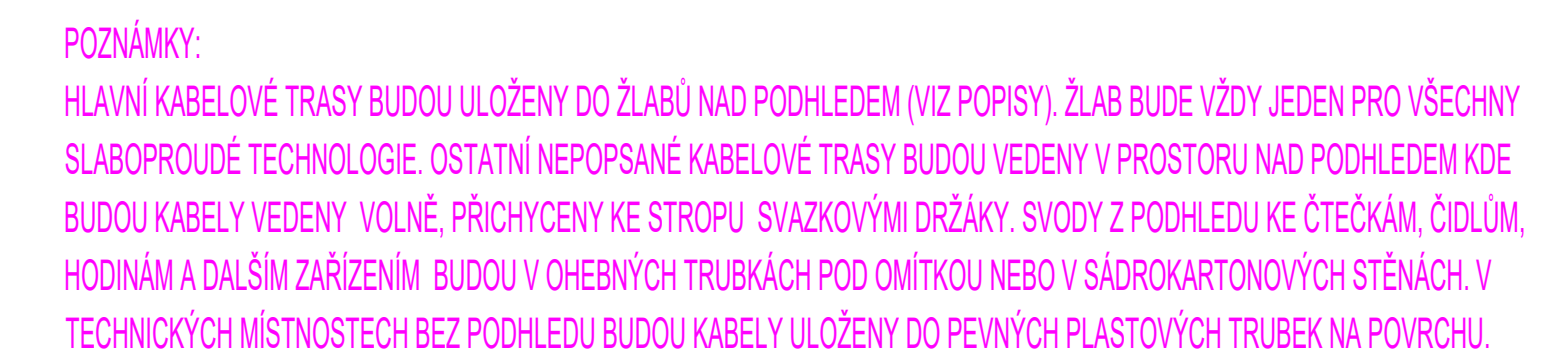 POZNÁMKY:
HLAVNÍ KABELOVÉ TRASY BUDOU ULOŽENY DO ŽLABŮ NAD PODHLEDEM (VIZ POPISY). ŽLAB BUDE VŽDY JEDEN PRO VŠECHNY
SLABOPROUDÉ TECHNOLOGIE. OSTATNÍ NEPOPSANÉ KABELOVÉ TRASY BUDOU VEDENY V PROSTORU NAD PODHLEDEM KDE
BUDOU KABELY VEDENY  VOLNĚ, PŘICHYCENY KE STROPU  SVAZKOVÝMI DRŽÁKY. SVODY Z PODHLEDU KE ČTEČKÁM, ČIDLŮM,
HODINÁM A DALŠÍM ZAŘÍZENÍM  BUDOU V OHEBNÝCH TRUBKÁCH POD OMÍTKOU NEBO V SÁDROKARTONOVÝCH STĚNÁCH. V
TECHNICKÝCH MÍSTNOSTECH BEZ PODHLEDU BUDOU KABELY ULOŽENY DO PEVNÝCH PLASTOVÝCH TRUBEK NA POVRCHU.